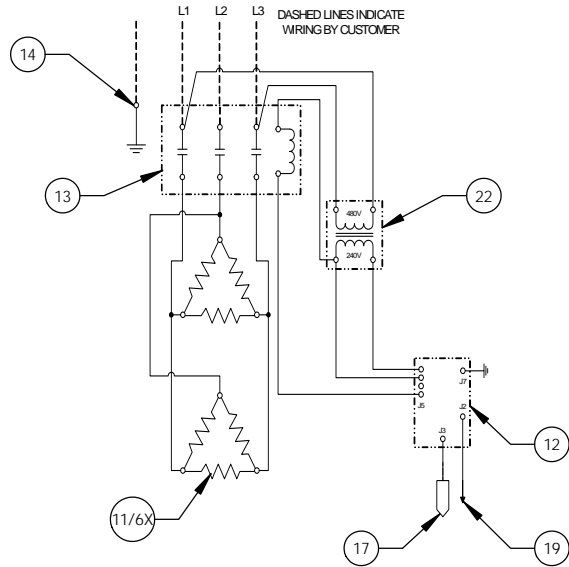 L1 L2 L3 DASHED LINES INDICATE
WIRING BY CUSTOMER
14
13
22
480V
240V
J7
J5
J2
J3
12
11/6X
17
19